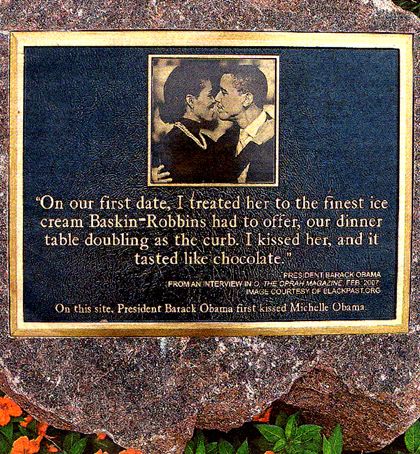 "On our first date, I treated her to the finest ice
cream Baskin-Robbins had to offer, our dinner
table doubling as the curb. I kissed her, and it
tasted like chocolate."
PRESIDENT BARACK OBAMA
FROM AN INTERVIEW IN O, THE OPRAH MAGAZINE, FEB. 2007
IMAGE COURTESY OF BLACKPAST.ORG
On this site, President Barack Obama first kissed Michelle Obama.